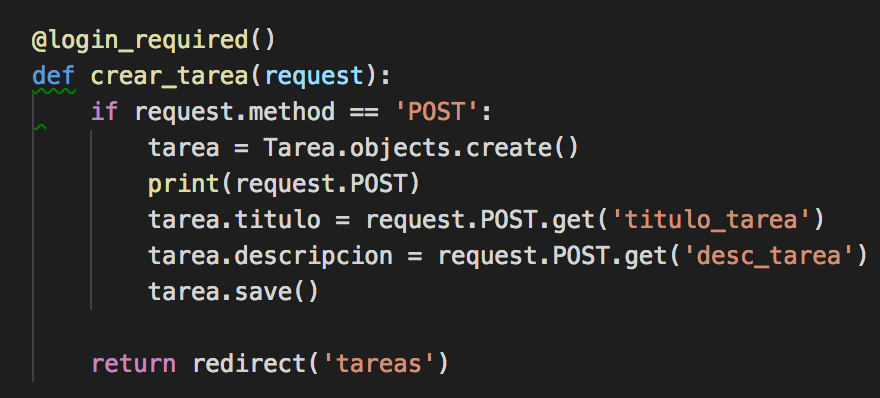 @login_required()
def crear_tarea(request):
if request.method == 'POST':
tarea = Tarea.objects.create()
print(request.POST)
tarea.titulo = request.POST.get('titulo_tarea')
tarea.descripcion = request.POST.get('desc_tarea')
tarea.save()
return redirect('tareas')